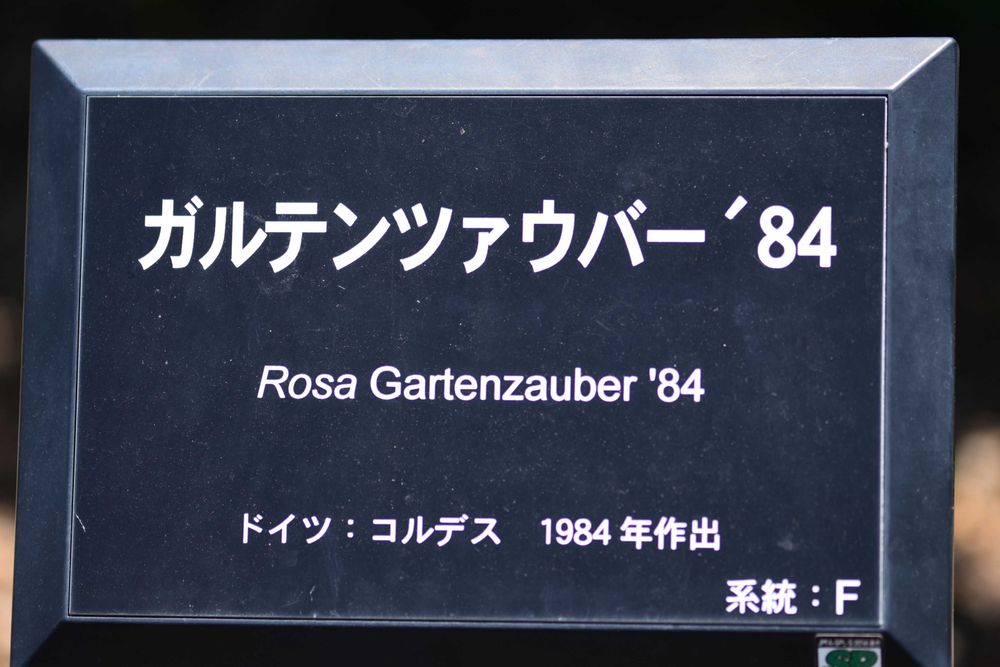 ガルテンツァウバー ´84
Rosa Gartenzauber '84
ドイツ：コルデス　1984 年作出
系統：F